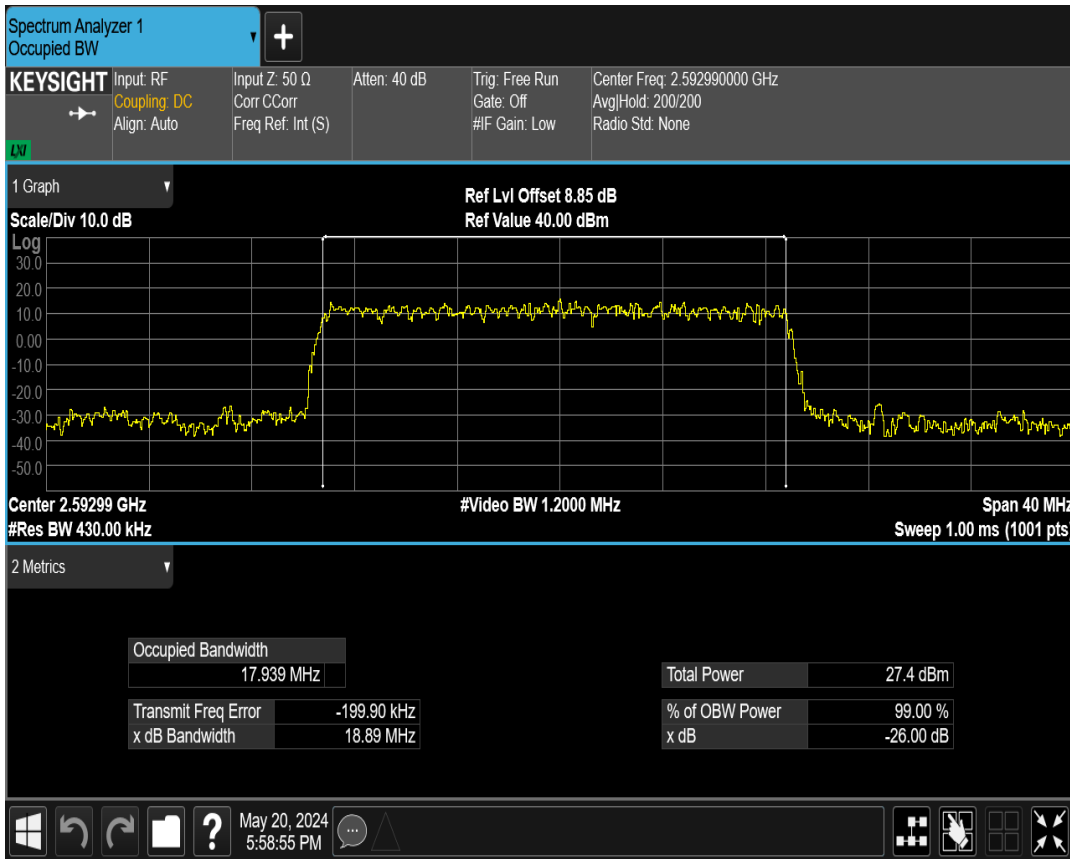 Spectrum Analyzer 1
Occupied BW
+
KEYSIGHT
LXI
Input: RF
Coupling: DC
Align: Auto
Input Z: 50 Ω
Corr CCorr
Freq Ref: Int (S)
Atten: 40 dB
Trig: Free Run
Gate: Off
#IF Gain: Low
Center Freq: 2.592990000 GHz
Avg|Hold: 200/200
Radio Std: None
1 Graph
Ref Lvl Offset 8.85 dB
Scale/Div 10.0 dB
Ref Value 40.00 dBm
Log
30.0
20.0
10.0
0.00
-10.0
-20.0
-30.0
-40.0
-50.0
Center 2.59299 GHz
#Video BW 1.2000 MHz
Span 40 MHz
#Res BW 430.00 kHz
Sweep 1.00 ms (1001 pts)
2 Metrics
Occupied Bandwidth
17.939 MHz
Total Power 27.4 dBm
Transmit Freq Error -199.90 kHz
% of OBW Power 99.00 %
x dB Bandwidth 18.89 MHz
x dB -26.00 dB
?
May 20, 2024
5:58:55 PM